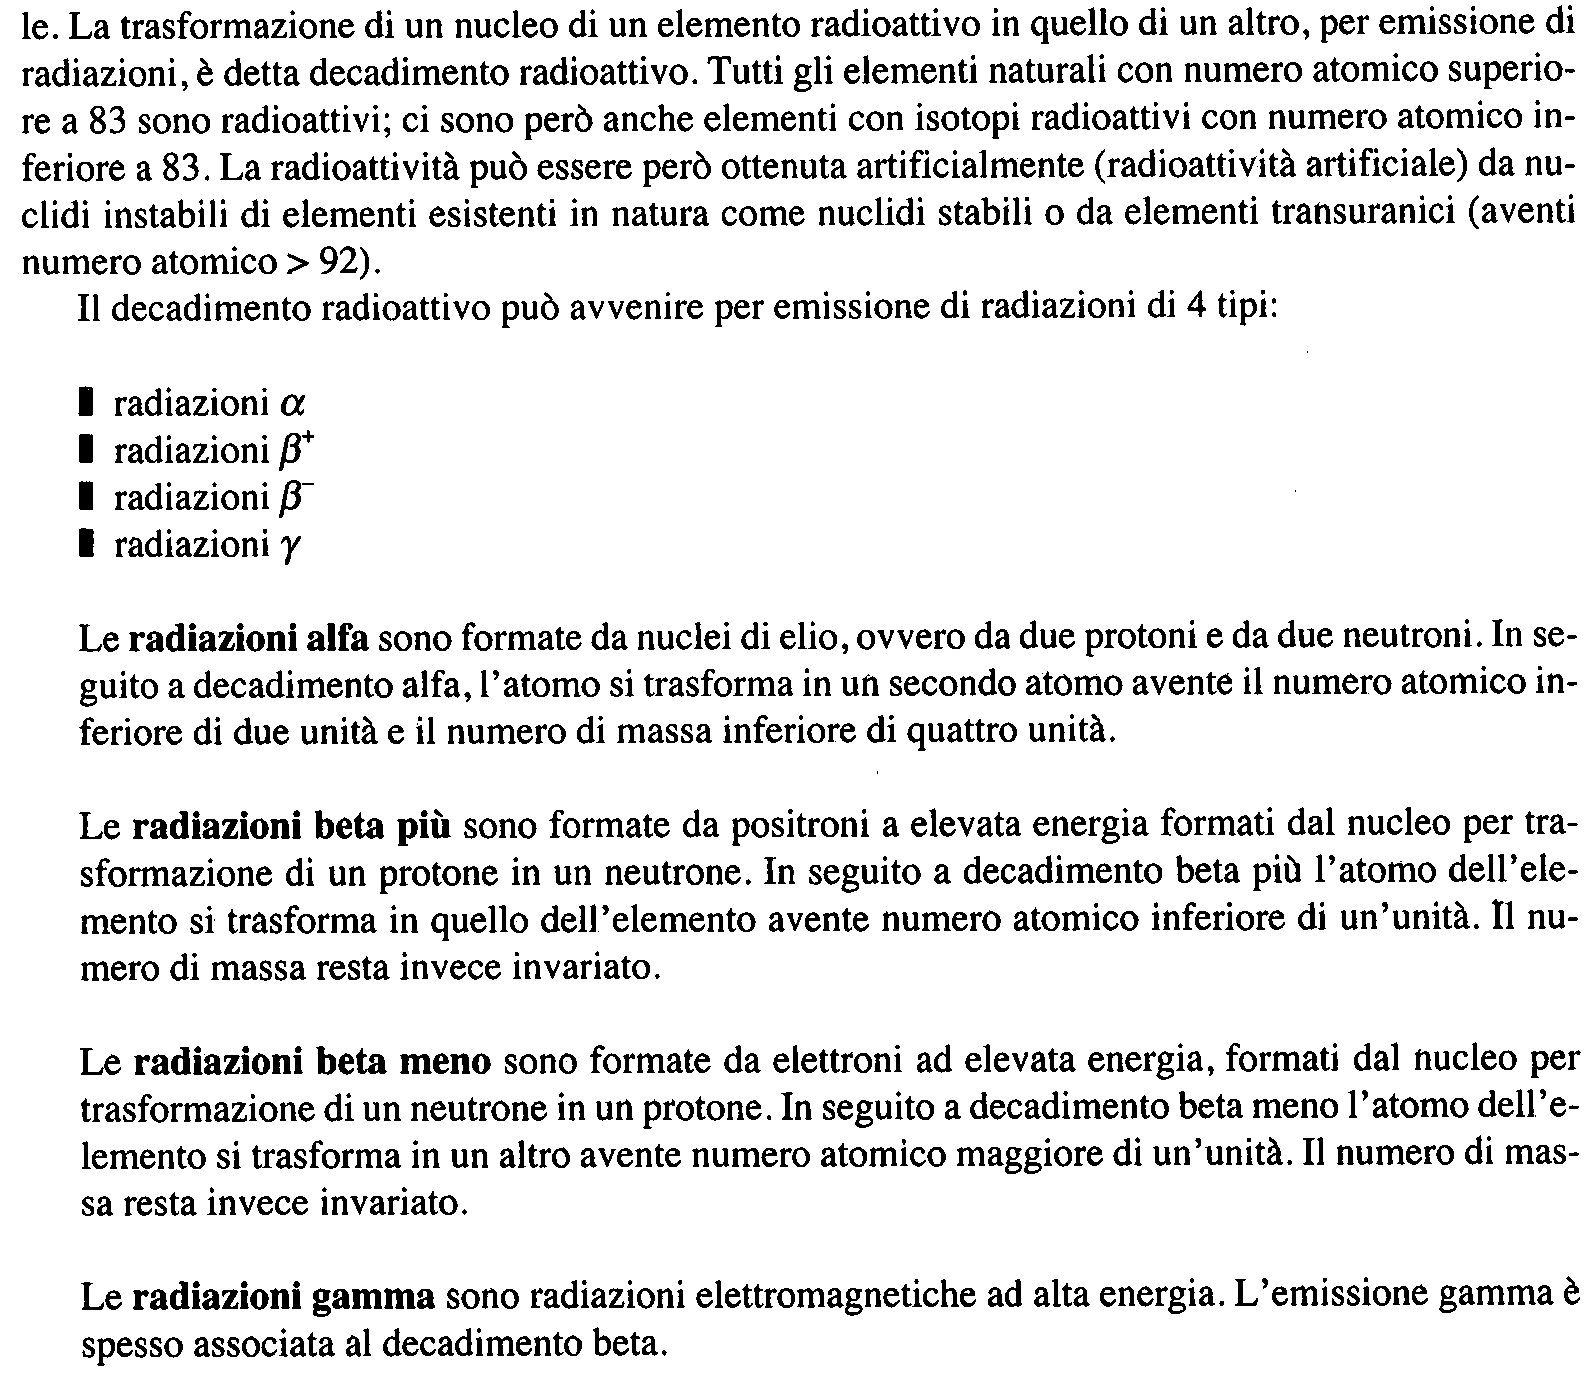 le. La trasformazione di un nucleo di un elemento radioattivo in quello di un altro, per emissione di
radiazioni, è detta decadimento radioattivo. Tutti gli elementi naturali con numero atomico superio-
re a 83 sono radioattivi; ci sono però anche elementi con isotopi radioattivi con numero atomico in-
feriore a 83. La radioattività può essere però ottenuta artificialmente (radioattività artificiale) da nu-
clidi instabili di elementi esistenti in natura come nuclidi stabili o da elementi transuranici (aventi
numero atomico > 92).
Il decadimento radioattivo può avvenire per emissione di radiazioni di 4 tipi:
▮ radiazioni α
▮ radiazioni β⁺
▮ radiazioni β⁻
▮ radiazioni γ
Le radiazioni alfa sono formate da nuclei di elio, ovvero da due protoni e da due neutroni. In se-
guito a decadimento alfa, l'atomo si trasforma in un secondo atomo avente il numero atomico in-
feriore di due unità e il numero di massa inferiore di quattro unità.
Le radiazioni beta più sono formate da positroni a elevata energia formati dal nucleo per tra-
sformazione di un protone in un neutrone. In seguito a decadimento beta più l'atomo dell'ele-
mento si trasforma in quello dell'elemento avente numero atomico inferiore di un'unità. Il nu-
mero di massa resta invece invariato.
Le radiazioni beta meno sono formate da elettroni ad elevata energia, formati dal nucleo per
trasformazione di un neutrone in un protone. In seguito a decadimento beta meno l'atomo dell'e-
lemento si trasforma in un altro avente numero atomico maggiore di un'unità. Il numero di mas-
sa resta invece invariato.
Le radiazioni gamma sono radiazioni elettromagnetiche ad alta energia. L'emissione gamma è
spesso associata al decadimento beta.